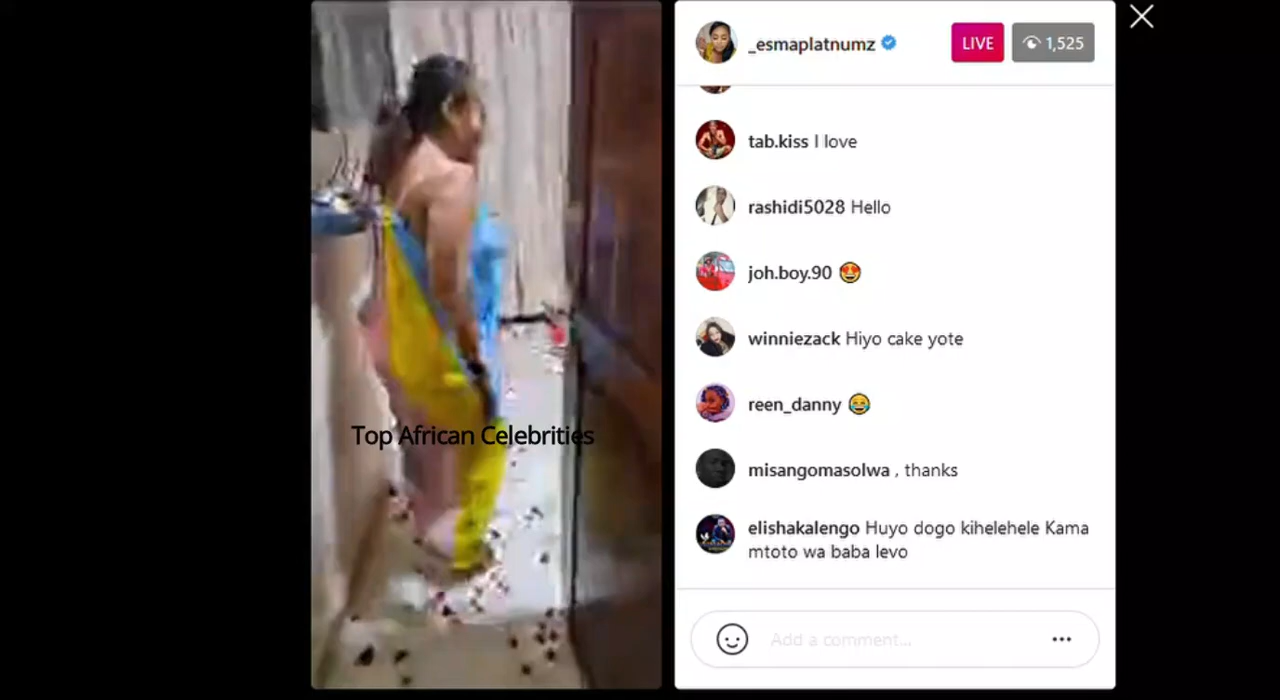 _esmaplatnumz
LIVE
1,525
tab.kiss I love
rashidi5028 Hello
joh.boy.90 😍
winniezack Hiyo cake yote
reen_danny 😂
misangomasolwa , thanks
elishakalengo Huyo dogo kihelehele Kama
mtoto wa baba levo
Add a comment...
Top African Celebrities